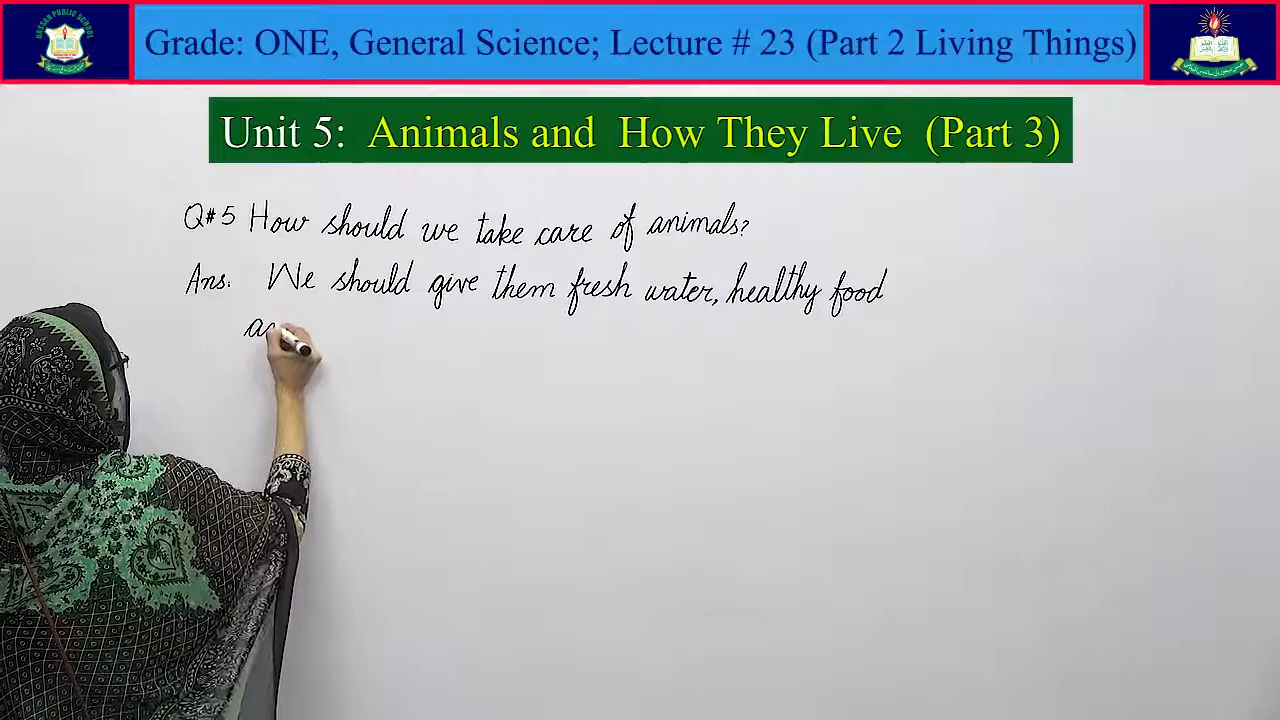 Grade: ONE, General Science; Lecture # 23 (Part 2 Living Things)
Unit 5: Animals and How They Live (Part 3)
Q#5 How should we take care of animals?
Ans. We should give them fresh water, healthy food